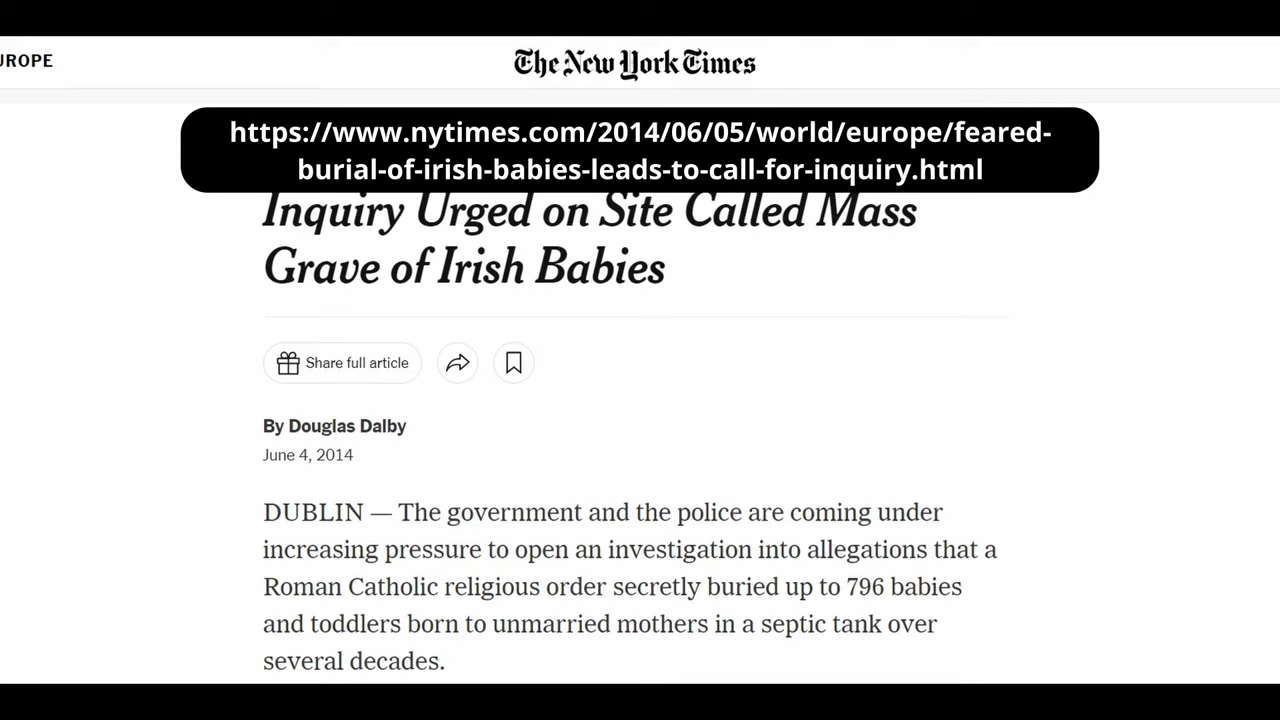 UROPE
The New York Times
https://www.nytimes.com/2014/06/05/world/europe/feared-
burial-of-irish-babies-leads-to-call-for-inquiry.html
Inquiry Urged on Site Called Mass
Grave of Irish Babies
Share full article
By Douglas Dalby
June 4, 2014
DUBLIN — The government and the police are coming under
increasing pressure to open an investigation into allegations that a
Roman Catholic religious order secretly buried up to 796 babies
and toddlers born to unmarried mothers in a septic tank over
several decades.